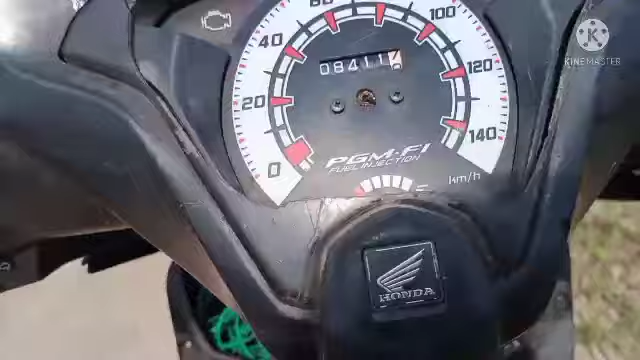 K
KINEMASTER
0
20
40
60
80
100
120
140
08411
PGM-FI
FUEL INJECTION
km/h
F
HONDA